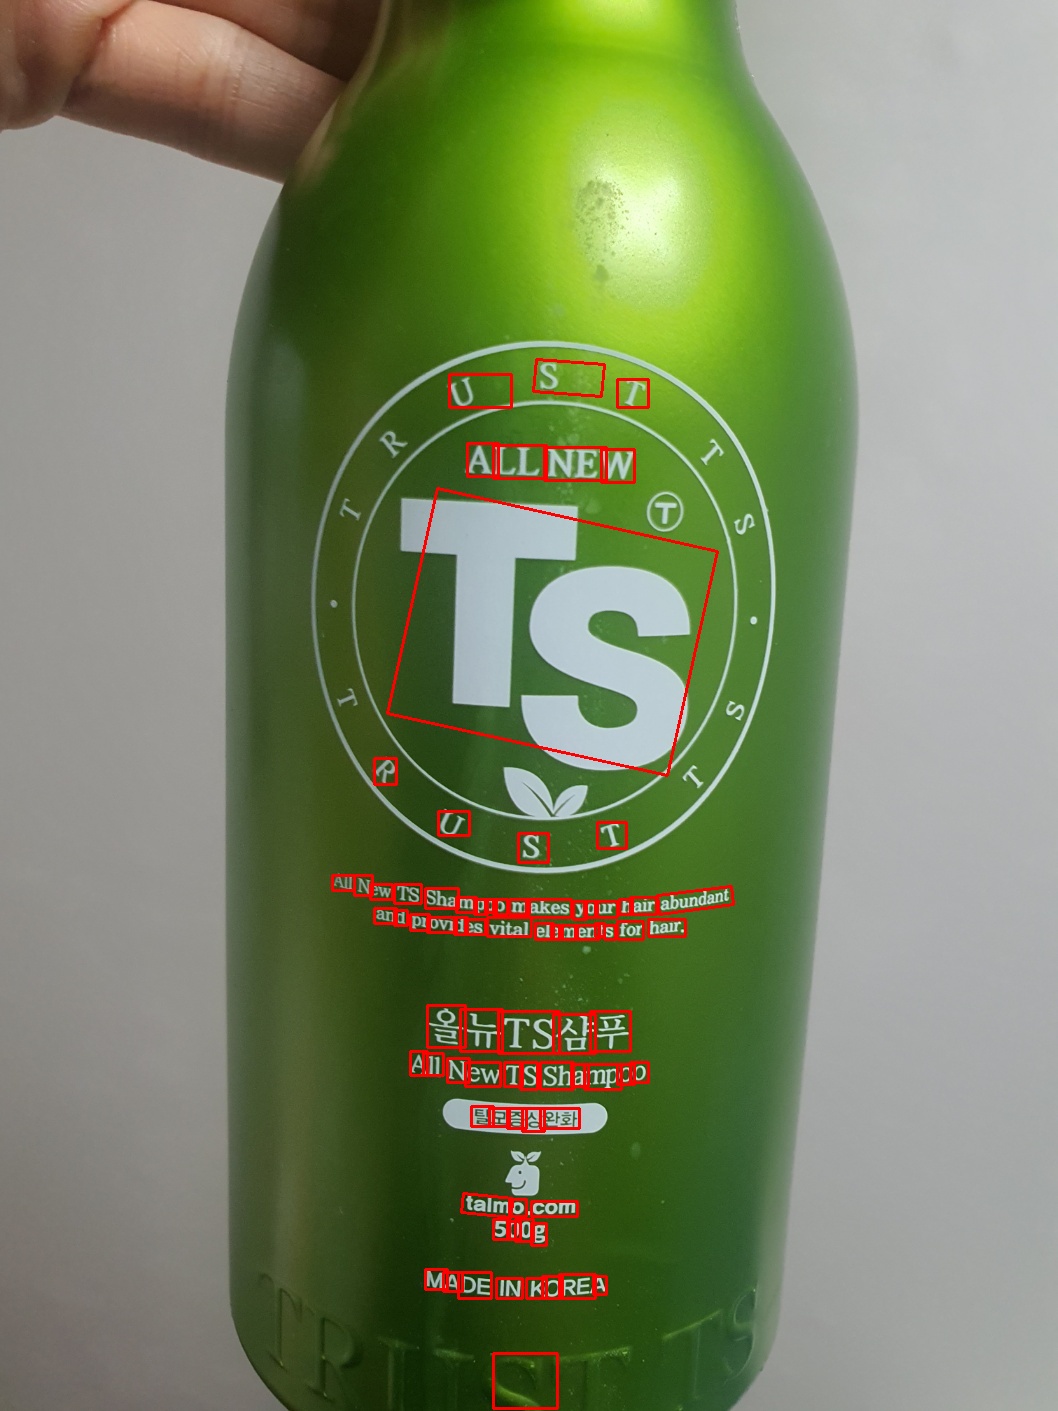 TRUST TS
ALL NEW
T
TS
TRUST TS
All New TS Shampoo makes your hair abundant
and provides vital elements for hair.
올뉴TS샴푸
All New TS Shampoo
탈모증상완화
talmo.com
500g
MADE IN KOREA
TRUST TS